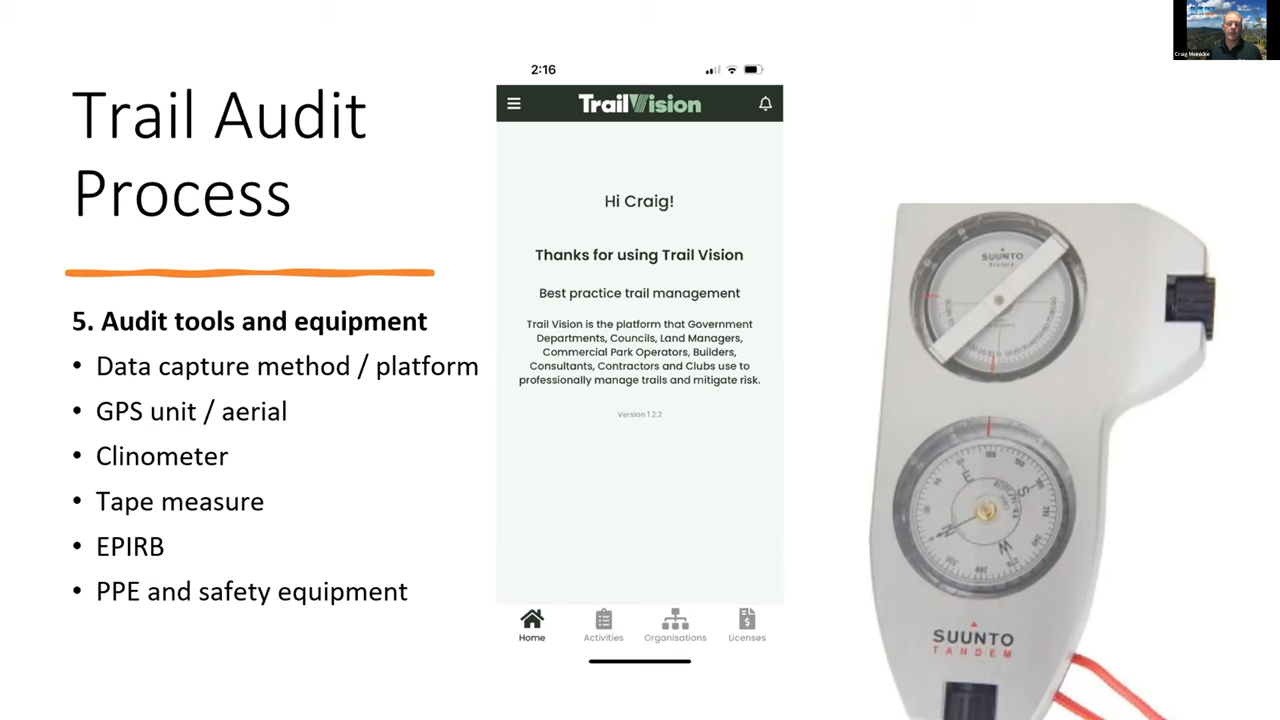 Craig Meinicke
Trail Audit
Process
5. Audit tools and equipment
• Data capture method / platform
• GPS unit / aerial
• Clinometer
• Tape measure
• EPIRB
• PPE and safety equipment
2:16
TrailVision
Hi Craig!
Thanks for using Trail Vision
Best practice trail management
Trail Vision is the platform that Government
Departments, Councils, Land Managers,
Commercial Park Operators, Builders,
Consultants, Contractors and Clubs use to
professionally manage trails and mitigate risk.
Version 1.2.2
Home
Activities
Organisations
Licenses
SUUNTO
E
S
N
W
SUUNTO
TANDEM